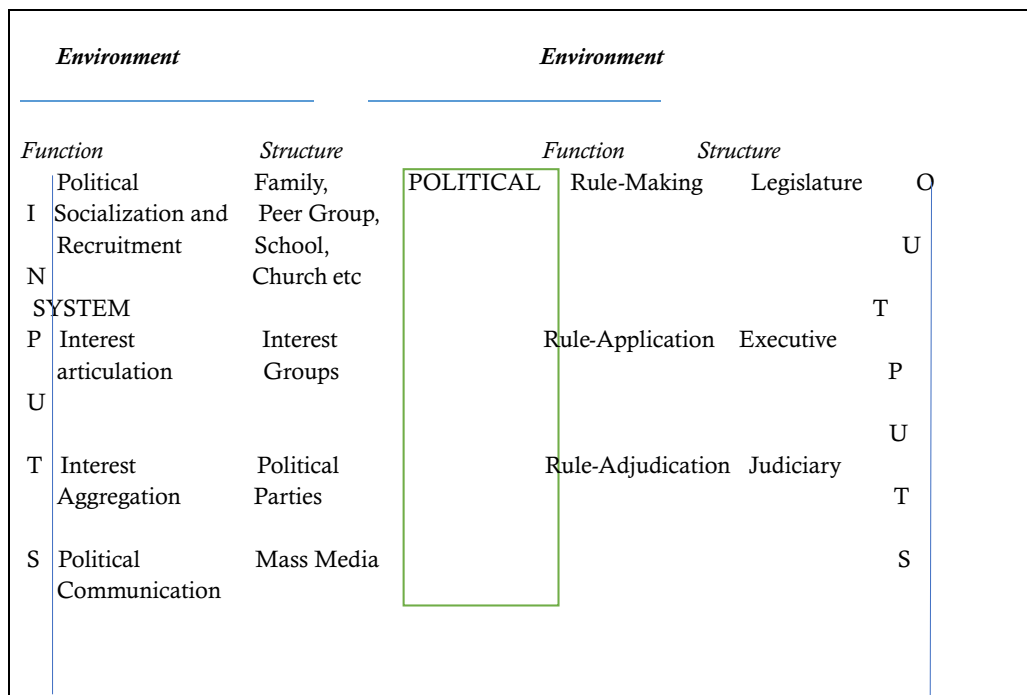 Environment Environment
Function Structure Function Structure
Political Family, POLITICAL Rule-Making Legislature O
I Socialization and Peer Group,
Recruitment School, U
N Church etc
SYSTEM T
P Interest Interest Rule-Application Executive
articulation Groups P
U U
T Interest Political Rule-Adjudication Judiciary
Aggregation Parties T
S Political Mass Media S
Communication